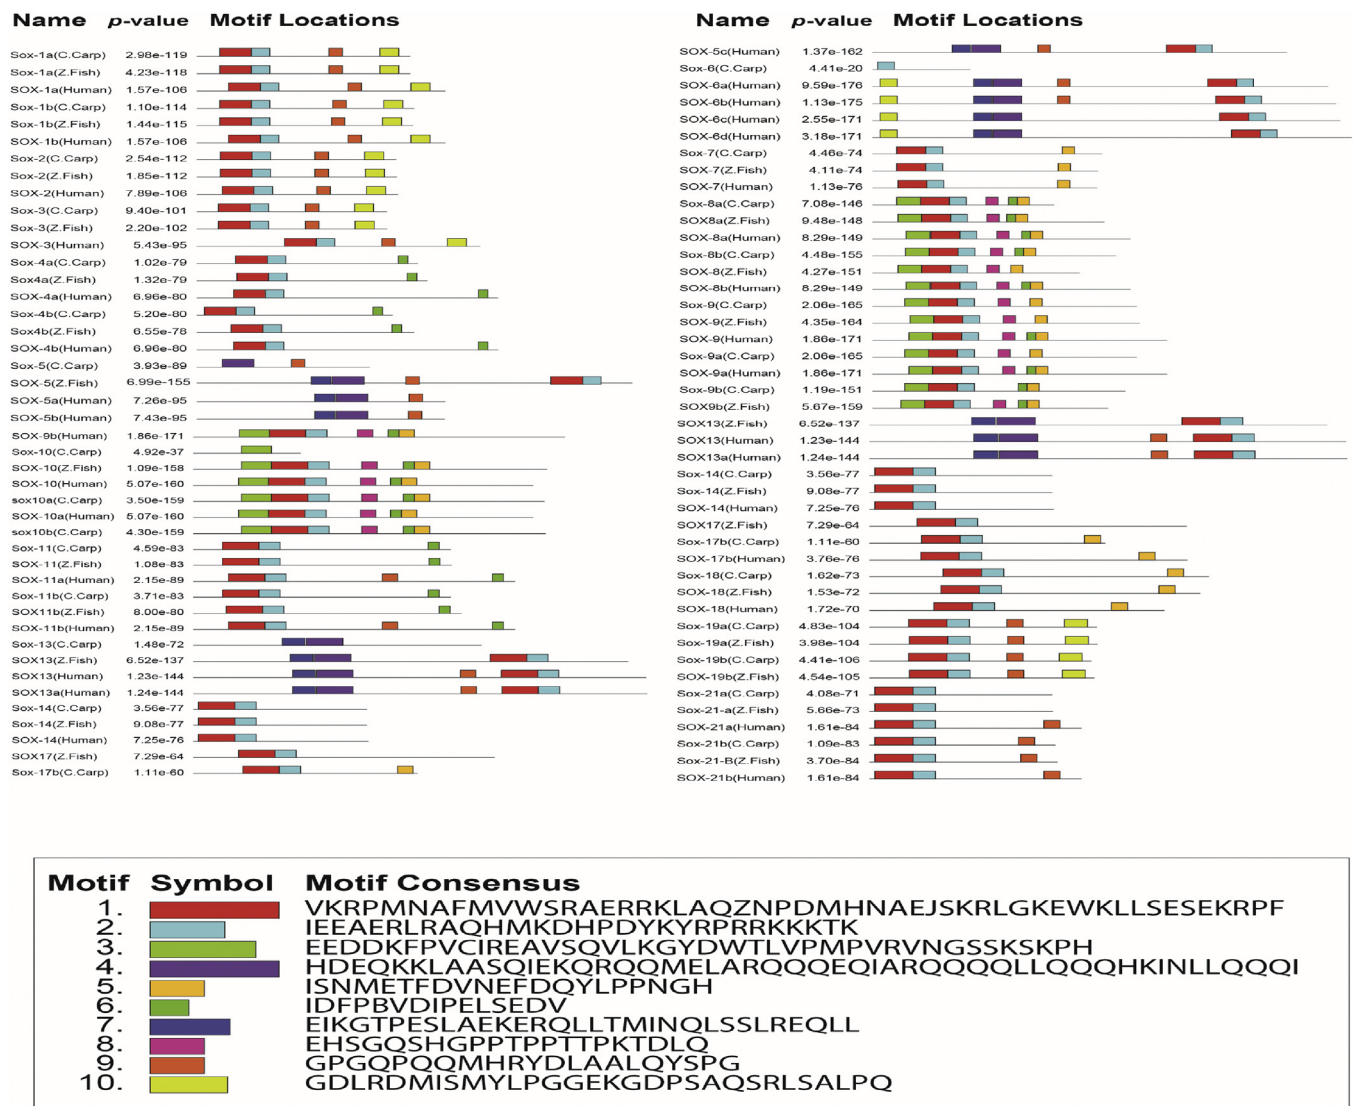 Name p-value Motif Locations
Sox-1a(C.Carp) 2.98e-119
Sox-1a(Z.Fish) 4.23e-118
SOX-1a(Human) 1.57e-106
Sox-1b(C.Carp) 1.10e-114
Sox-1b(Z.Fish) 1.44e-115
SOX-1b(Human) 1.57e-106
Sox-2(C.Carp) 2.54e-112
Sox-2(Z.Fish) 1.85e-112
SOX-2(Human) 7.89e-106
Sox-3(C.Carp) 9.40e-101
Sox-3(Z.Fish) 2.20e-102
SOX-3(Human) 5.43e-95
Sox-4a(C.Carp) 1.02e-79
Sox4a(Z.Fish) 1.32e-79
SOX-4a(Human) 6.96e-80
Sox-4b(C.Carp) 5.20e-80
Sox4b(Z.Fish) 6.55e-78
SOX-4b(Human) 6.96e-80
Sox-5(C.Carp) 3.93e-89
SOX-5(Z.Fish) 6.99e-155
SOX-5a(Human) 7.26e-95
SOX-5b(Human) 7.43e-95
SOX-9b(Human) 1.86e-171
Sox-10(C.Carp) 4.92e-37
SOX-10(Z.Fish) 1.09e-158
SOX-10(Human) 5.07e-160
sox10a(C.Carp) 3.50e-159
SOX-10a(Human) 5.07e-160
sox10b(C.Carp) 4.30e-159
Sox-11(C.Carp) 4.59e-83
SOX-11(Z.Fish) 1.08e-83
SOX-11a(Human) 2.15e-89
Sox-11b(C.Carp) 3.71e-83
SOX11b(Z.Fish) 8.00e-80
SOX-11b(Human) 2.15e-89
Sox-13(C.Carp) 1.48e-72
SOX13(Z.Fish) 6.52e-137
SOX13(Human) 1.23e-144
SOX13a(Human) 1.24e-144
Sox-14(C.Carp) 3.56e-77
Sox-14(Z.Fish) 9.08e-77
SOX-14(Human) 7.25e-76
SOX17(Z.Fish) 7.29e-64
Sox-17b(C.Carp) 1.11e-60
Name p-value Motif Locations
SOX-5c(Human) 1.37e-162
Sox-6(C.Carp) 4.41e-20
SOX-6a(Human) 9.59e-176
SOX-6b(Human) 1.13e-175
SOX-6c(Human) 2.55e-171
SOX-6d(Human) 3.18e-171
Sox-7(C.Carp) 4.46e-74
SOX-7(Z.Fish) 4.11e-74
SOX-7(Human) 1.13e-76
Sox-8a(C.Carp) 7.08e-146
SOX8a(Z.Fish) 9.48e-148
SOX-8a(Human) 8.29e-149
Sox-8b(C.Carp) 4.48e-155
SOX-8(Z.Fish) 4.27e-151
SOX-8b(Human) 8.29e-149
Sox-9(C.Carp) 2.06e-165
SOX-9(Z.Fish) 4.35e-164
SOX-9(Human) 1.86e-171
Sox-9a(C.Carp) 2.06e-165
SOX-9a(Human) 1.86e-171
Sox-9b(C.Carp) 1.19e-151
SOX9b(Z.Fish) 5.67e-159
SOX13(Z.Fish) 6.52e-137
SOX13(Human) 1.23e-144
SOX13a(Human) 1.24e-144
Sox-14(C.Carp) 3.56e-77
Sox-14(Z.Fish) 9.08e-77
SOX-14(Human) 7.25e-76
SOX17(Z.Fish) 7.29e-64
Sox-17b(C.Carp) 1.11e-60
SOX-17b(Human) 3.76e-76
Sox-18(C.Carp) 1.62e-73
SOX-18(Z.Fish) 1.53e-72
SOX-18(Human) 1.72e-70
Sox-19a(C.Carp) 4.83e-104
Sox-19a(Z.Fish) 3.98e-104
Sox-19b(C.Carp) 4.41e-106
SOX-19b(Z.Fish) 4.54e-105
Sox-21a(C.Carp) 4.08e-71
Sox-21-a(Z.Fish) 5.66e-73
SOX-21a(Human) 1.61e-84
Sox-21b(C.Carp) 1.09e-83
Sox-21-B(Z.Fish) 3.70e-84
SOX-21b(Human) 1.61e-84
Motif Symbol Motif Consensus
1. VKRPMNAFMVWSRAERRKLAQZNPDMHNAEJSKRLGKEWKLLSESEKRPF
2. IEEAERLRAQHMKDHPDYKYRPRRKKKTK
3. EEDDKFPVCIREAVSQVLKGYDWTLVPMPVRVNGSSKSKPH
4. HDEQKKLAASQIEKQRQQMELARQQQEQIARQQQQLLQQQHKINLLQQQI
5. ISNMETFDVNEFDQYLPPNGH
6. IDFPBVDIPELSEDV
7. EIKGTPESLAEKERQLLTMINQLSSLREQLL
8. EHSGQSHGPPTPPTTPKTDLQ
9. GPGQPQQMHRYDLAALQYSPG
10. GDLRDMISMYLPGGEKGDPSAQSRLSALPQ